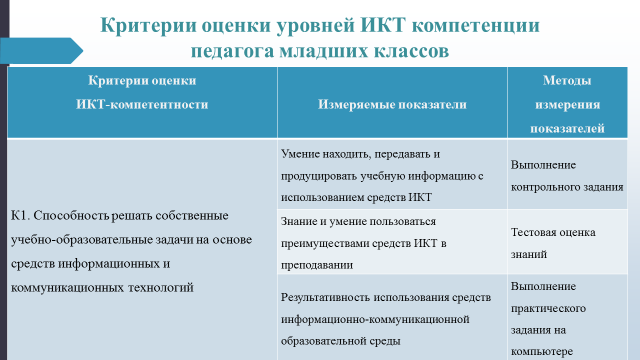 Критерии оценки уровней ИКТ компетенции
педагога младших классов
Критерии оценки
ИКТ-компетентности
Измеряемые показатели
Методы
измерения
показателей
К1. Способность решать собственные
учебно-образовательные задачи на основе
средств информационных и
коммуникационных технологий
Умение находить, передавать и
продуцировать учебную информацию с
использованием средств ИКТ
Выполнение
контрольного задания
Знание и умение пользоваться
преимуществами средств ИКТ в
преподавании
Тестовая оценка
знаний
Результативность использования средств
информационно-коммуникационной
образовательной среды
Выполнение
практического
задания на
компьютере